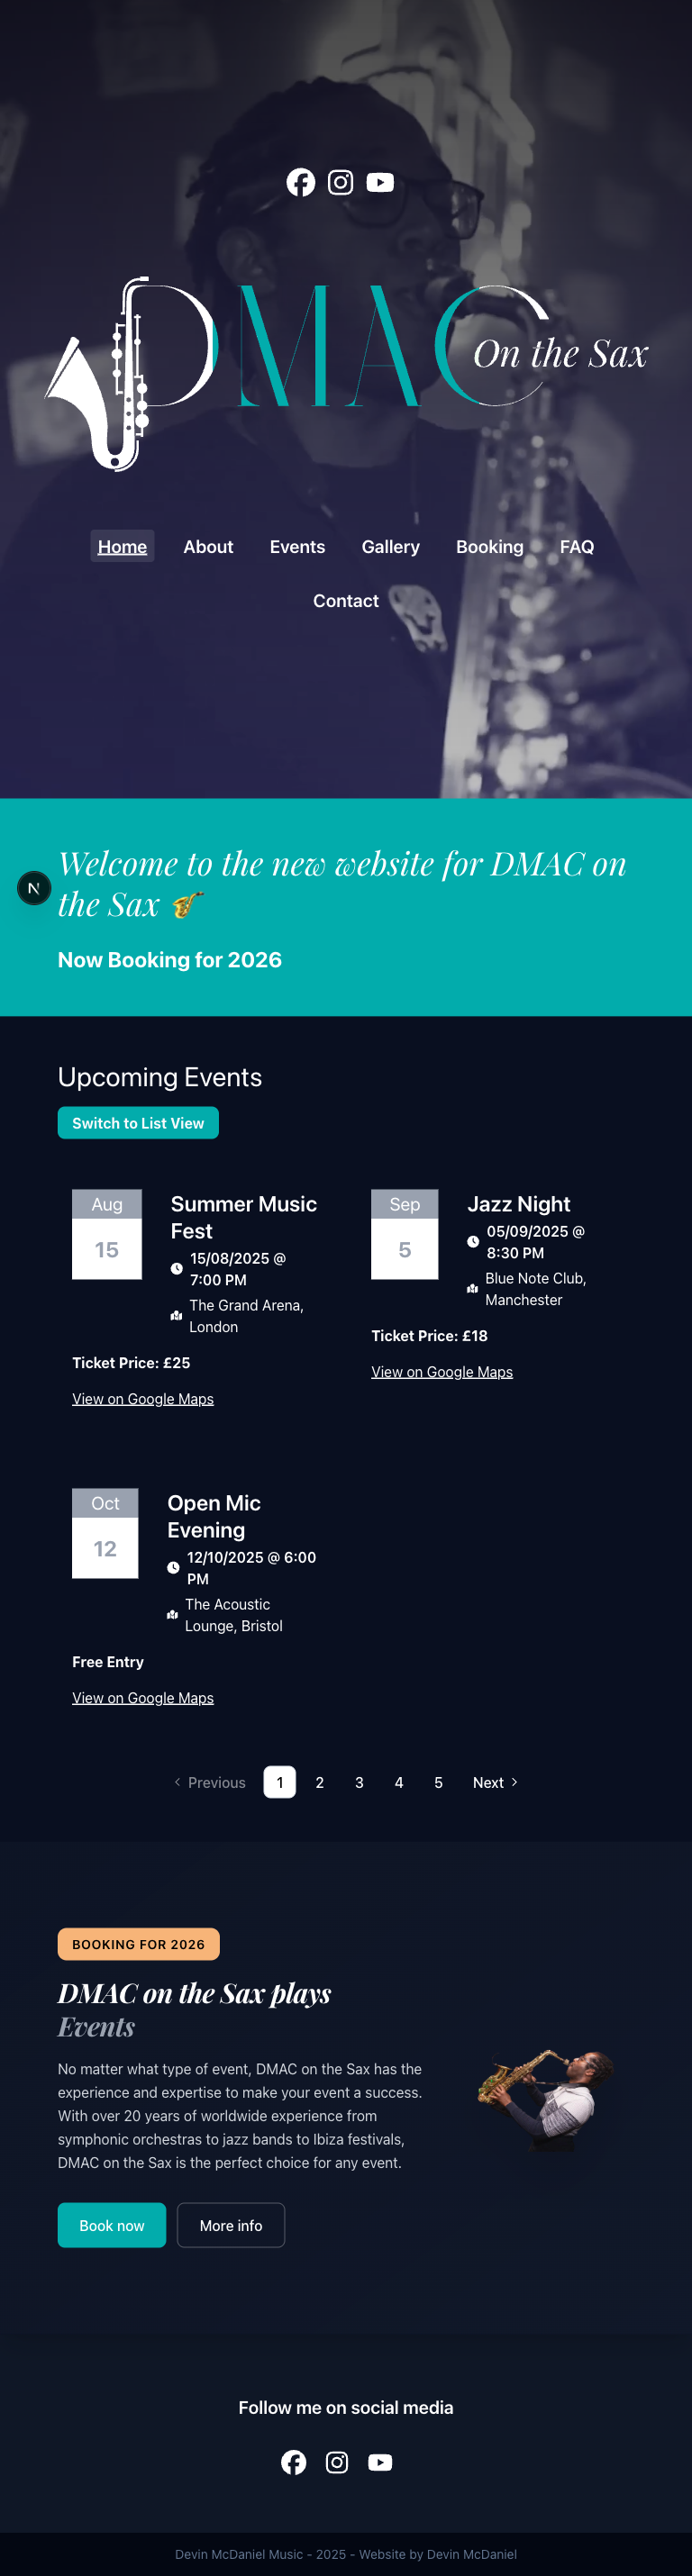 DMAC
On the Sax
Home About Events Gallery Booking FAQ
Contact
Welcome to the new website for DMAC on
the Sax 🎷
N
Now Booking for 2026
Upcoming Events
Switch to List View
Aug
15
Summer Music
Fest
15/08/2025 @
7:00 PM
The Grand Arena,
London
Ticket Price: £25
View on Google Maps
Sep
5
Jazz Night
05/09/2025 @
8:30 PM
Blue Note Club,
Manchester
Ticket Price: £18
View on Google Maps
Oct
12
Open Mic
Evening
12/10/2025 @ 6:00
PM
The Acoustic
Lounge, Bristol
Free Entry
View on Google Maps
Previous 1 2 3 4 5 Next
BOOKING FOR 2026
DMAC on the Sax plays
Events
No matter what type of event, DMAC on the Sax has the
experience and expertise to make your event a success.
With over 20 years of worldwide experience from
symphonic orchestras to jazz bands to Ibiza festivals,
DMAC on the Sax is the perfect choice for any event.
Book now More info
Follow me on social media
Devin McDaniel Music - 2025 - Website by Devin McDaniel